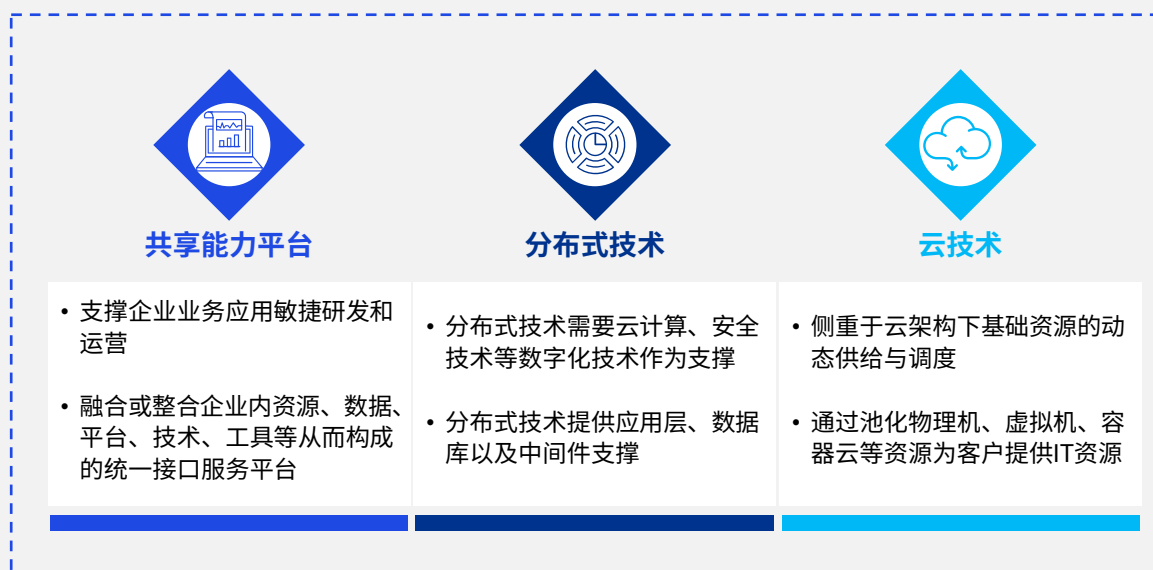 共享能力平台
• 支撑企业业务应用敏捷研发和
运营
• 融合或整合企业内资源、数据、
平台、技术、工具等从而构成
的统一接口服务平台
分布式技术
• 分布式技术需要云计算、安全
技术等数字化技术作为支撑
• 分布式技术提供应用层、数据
库以及中间件支撑
云技术
• 侧重于云架构下基础资源的动
态供给与调度
• 通过池化物理机、虚拟机、容
器云等资源为客户提供IT资源